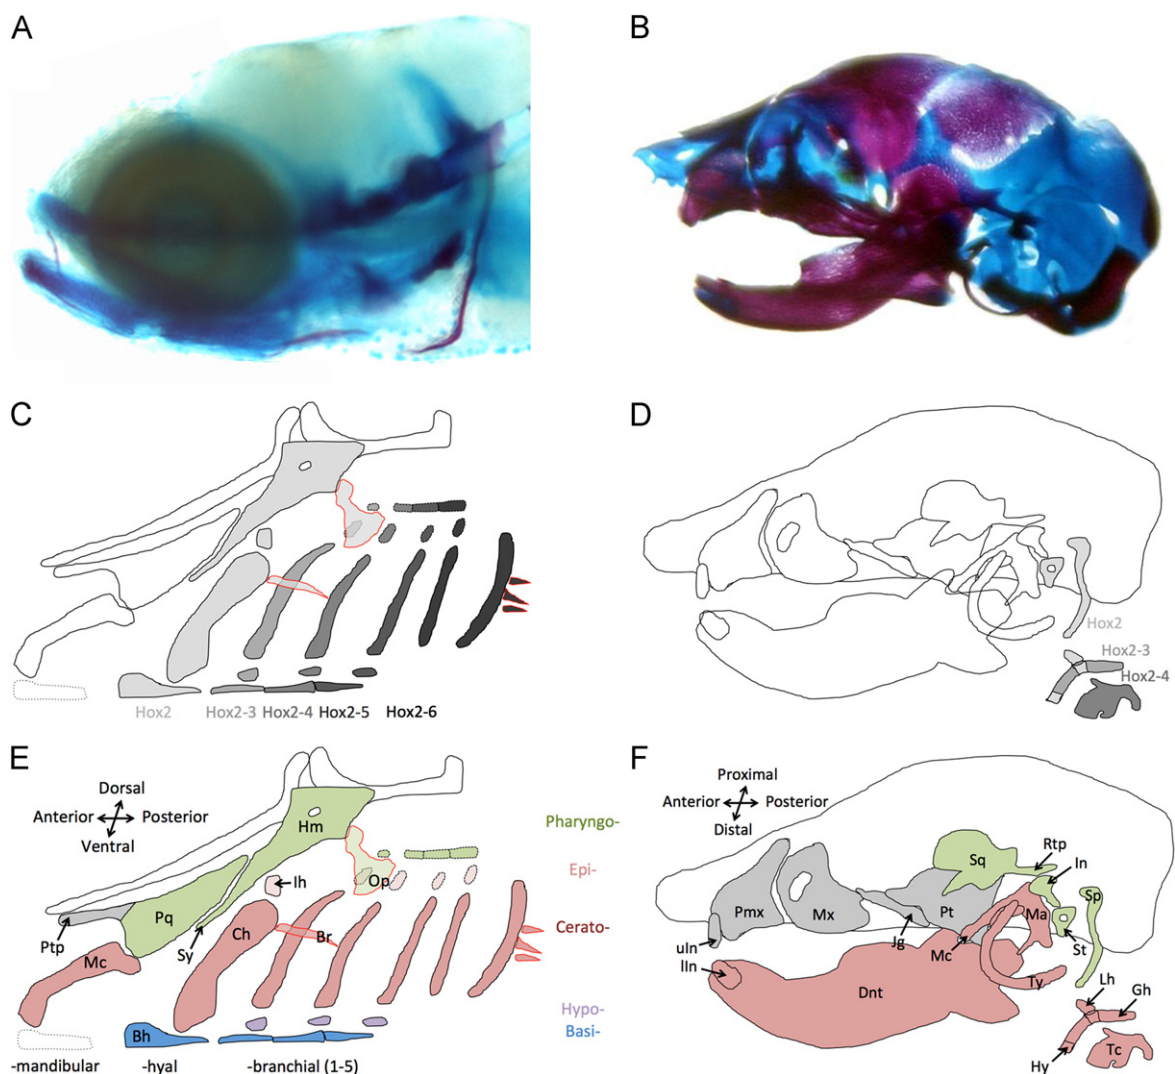 A
B
C
Hox2
Hox2-3
Hox2-4
Hox2-5
Hox2-6
D
Hox2
Hox2-3
Hox2-4
E
Dorsal
Anterior
Posterior
Ventral
Hm
Pharyngo-
Epi-
Ih
Op
Pq
Ptp
Sy
Ch
Br
Cerato-
Mc
Hypo-
Basi-
Bh
-mandibular
-hyal
-branchial (1-5)
F
Proximal
Anterior
Posterior
Distal
Sq
Rtp
In
Sp
Pmx
Mx
Pt
Ma
uIn
Jg
Mc
St
lIn
Dnt
Ty
Lh
Gh
Hy
Tc